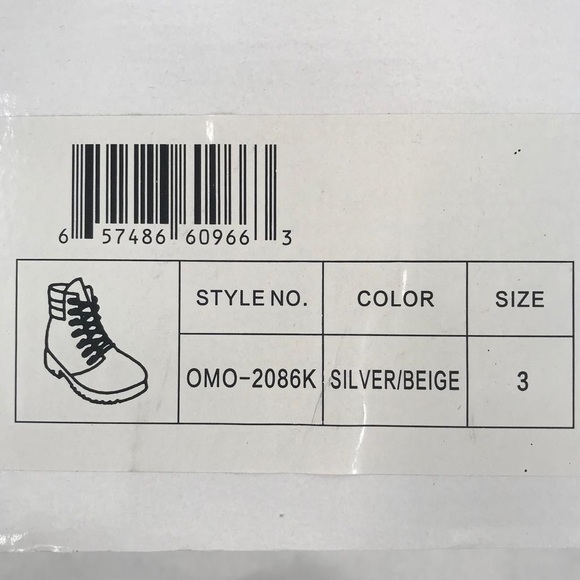 6 57486 60966 3
STYLE NO. COLOR SIZE
OMO-2086K SILVER/BEIGE 3